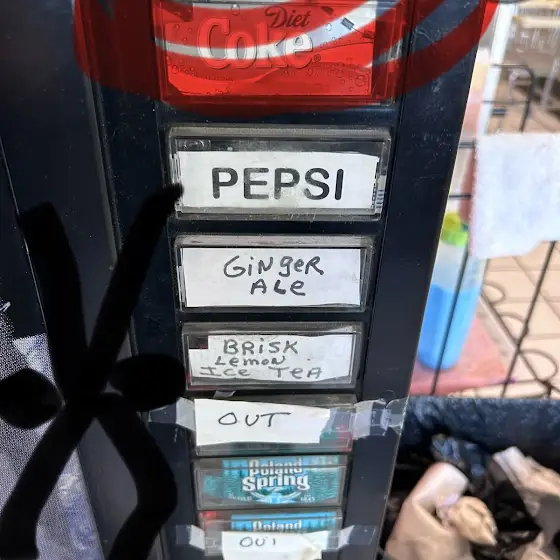 Diet
Coke
PEPSI
GiNgeR
ALe
BRiSK
Lemon
ICe TeA
OUT
Poland
Spring
Poland
OUT